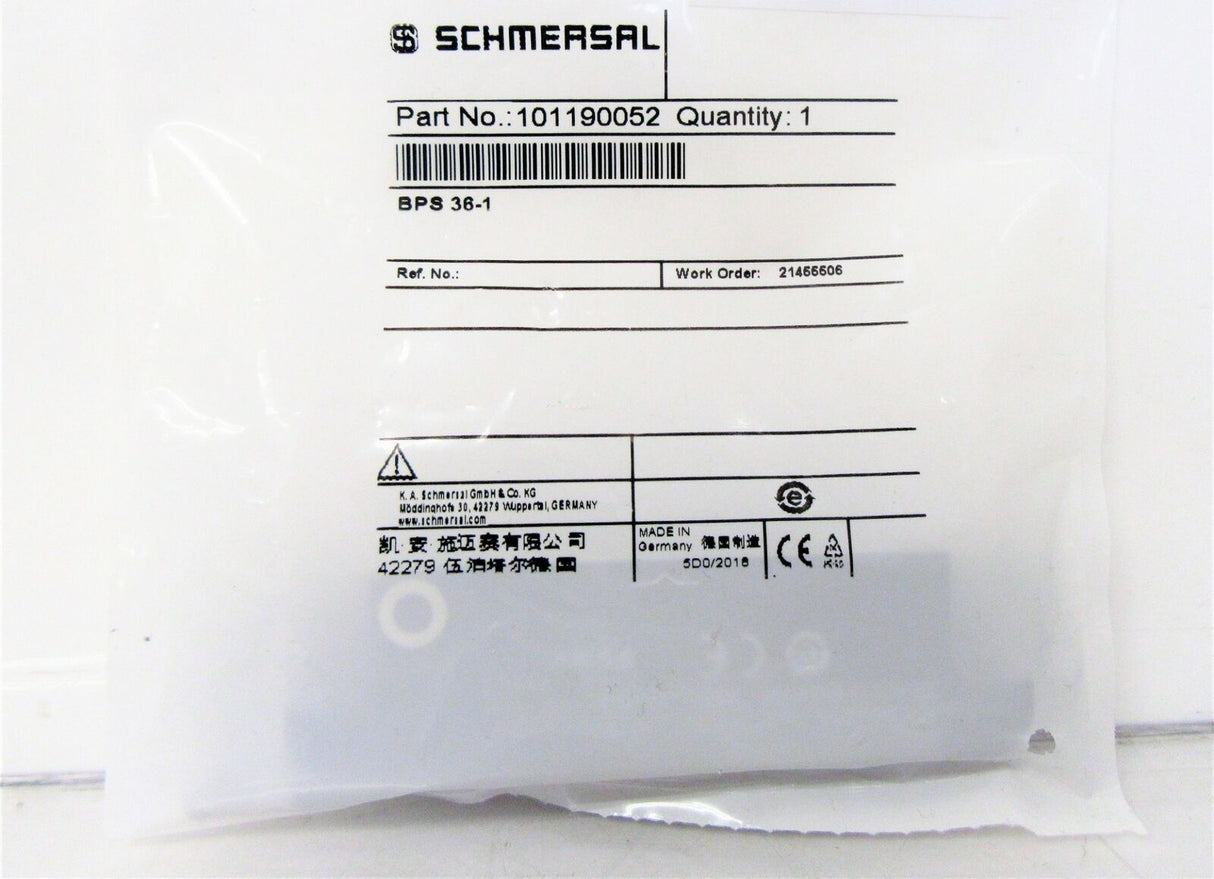 SCHMERSAL
Part No.:101190052 Quantity: 1
BPS 36-1
Ref. No.: Work Order: 21455506
K. A. Schmersal GmbH & Co. KG
Möddinghofe 30, 42279 Wuppertal, GERMANY
www.schmersal.com
凯·安·施迈赛有限公司
42279 伍泊塔尔德国
MADE IN
Germany 德国制造
5D0/2016
CE
e